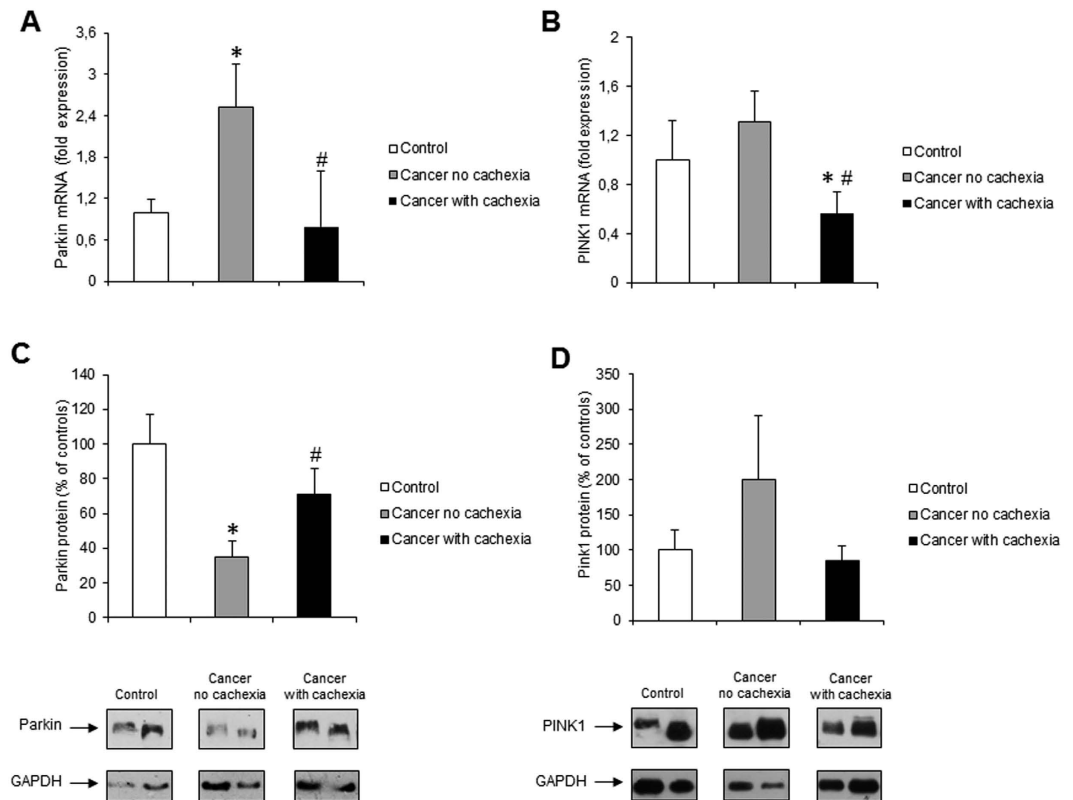 A
3,6
3
2,4
1,8
1,2
0,6
0
Parkin mRNA (fold expression)
*
#
Control
Cancer no cachexia
Cancer with cachexia
B
2
1,6
1,2
0,8
0,4
0
PINK1 mRNA (fold expression)
* #
Control
Cancer no cachexia
Cancer with cachexia
C
140
120
100
80
60
40
20
0
Parkin protein (% of controls)
*
#
Control
Cancer no cachexia
Cancer with cachexia
Control
Cancer
no cachexia
Cancer
with cachexia
Parkin
GAPDH
D
350
300
250
200
150
100
50
0
Pink1 protein (% of controls)
Control
Cancer no cachexia
Cancer with cachexia
Control
Cancer
no cachexia
Cancer
with cachexia
PINK1
GAPDH